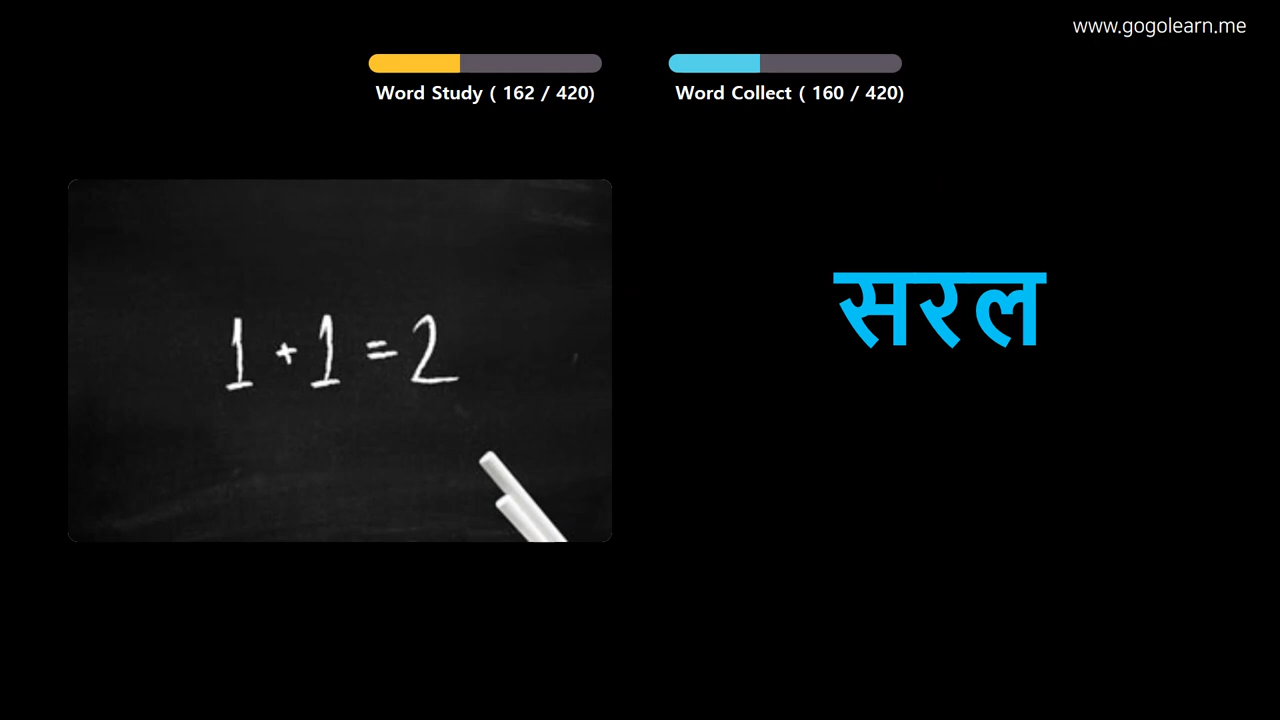 www.gogolearn.me
Word Study ( 162 / 420)
Word Collect ( 160 / 420)
1 + 1 = 2
सरल